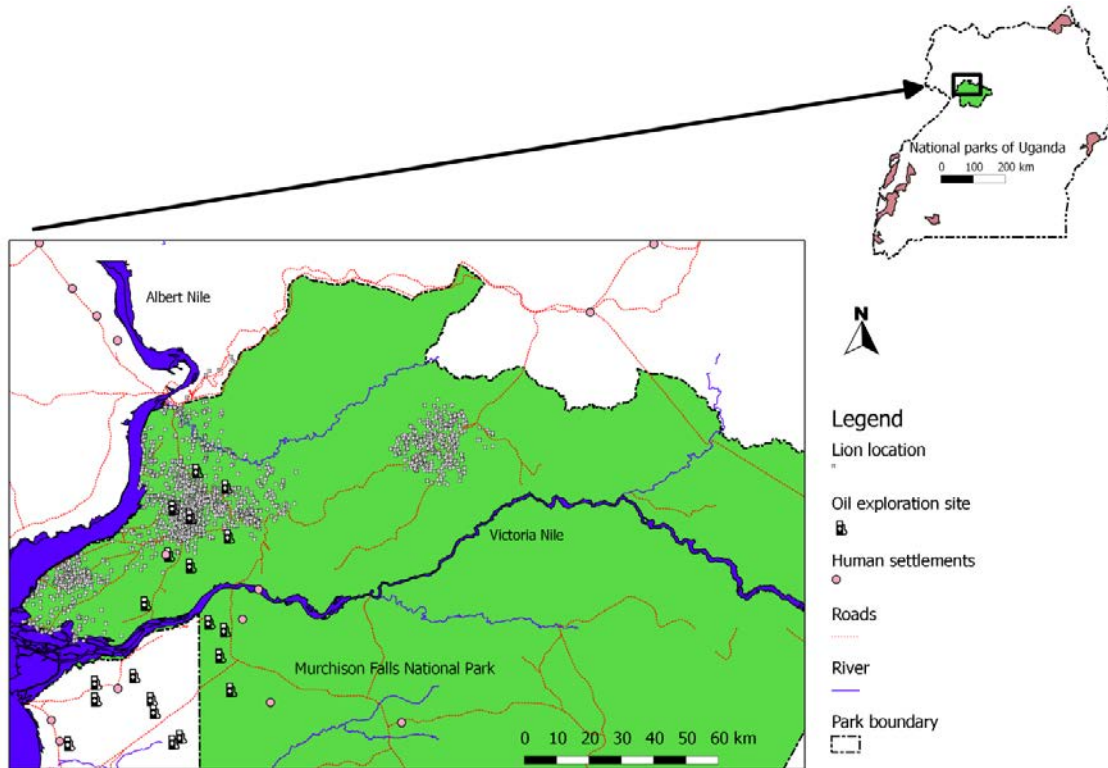 National parks of Uganda
0 100 200 km
Albert Nile
N
Legend
Lion location
Oil exploration site
Victoria Nile
Human settlements
Roads
River
Murchison Falls National Park
Park boundary
0 10 20 30 40 50 60 km